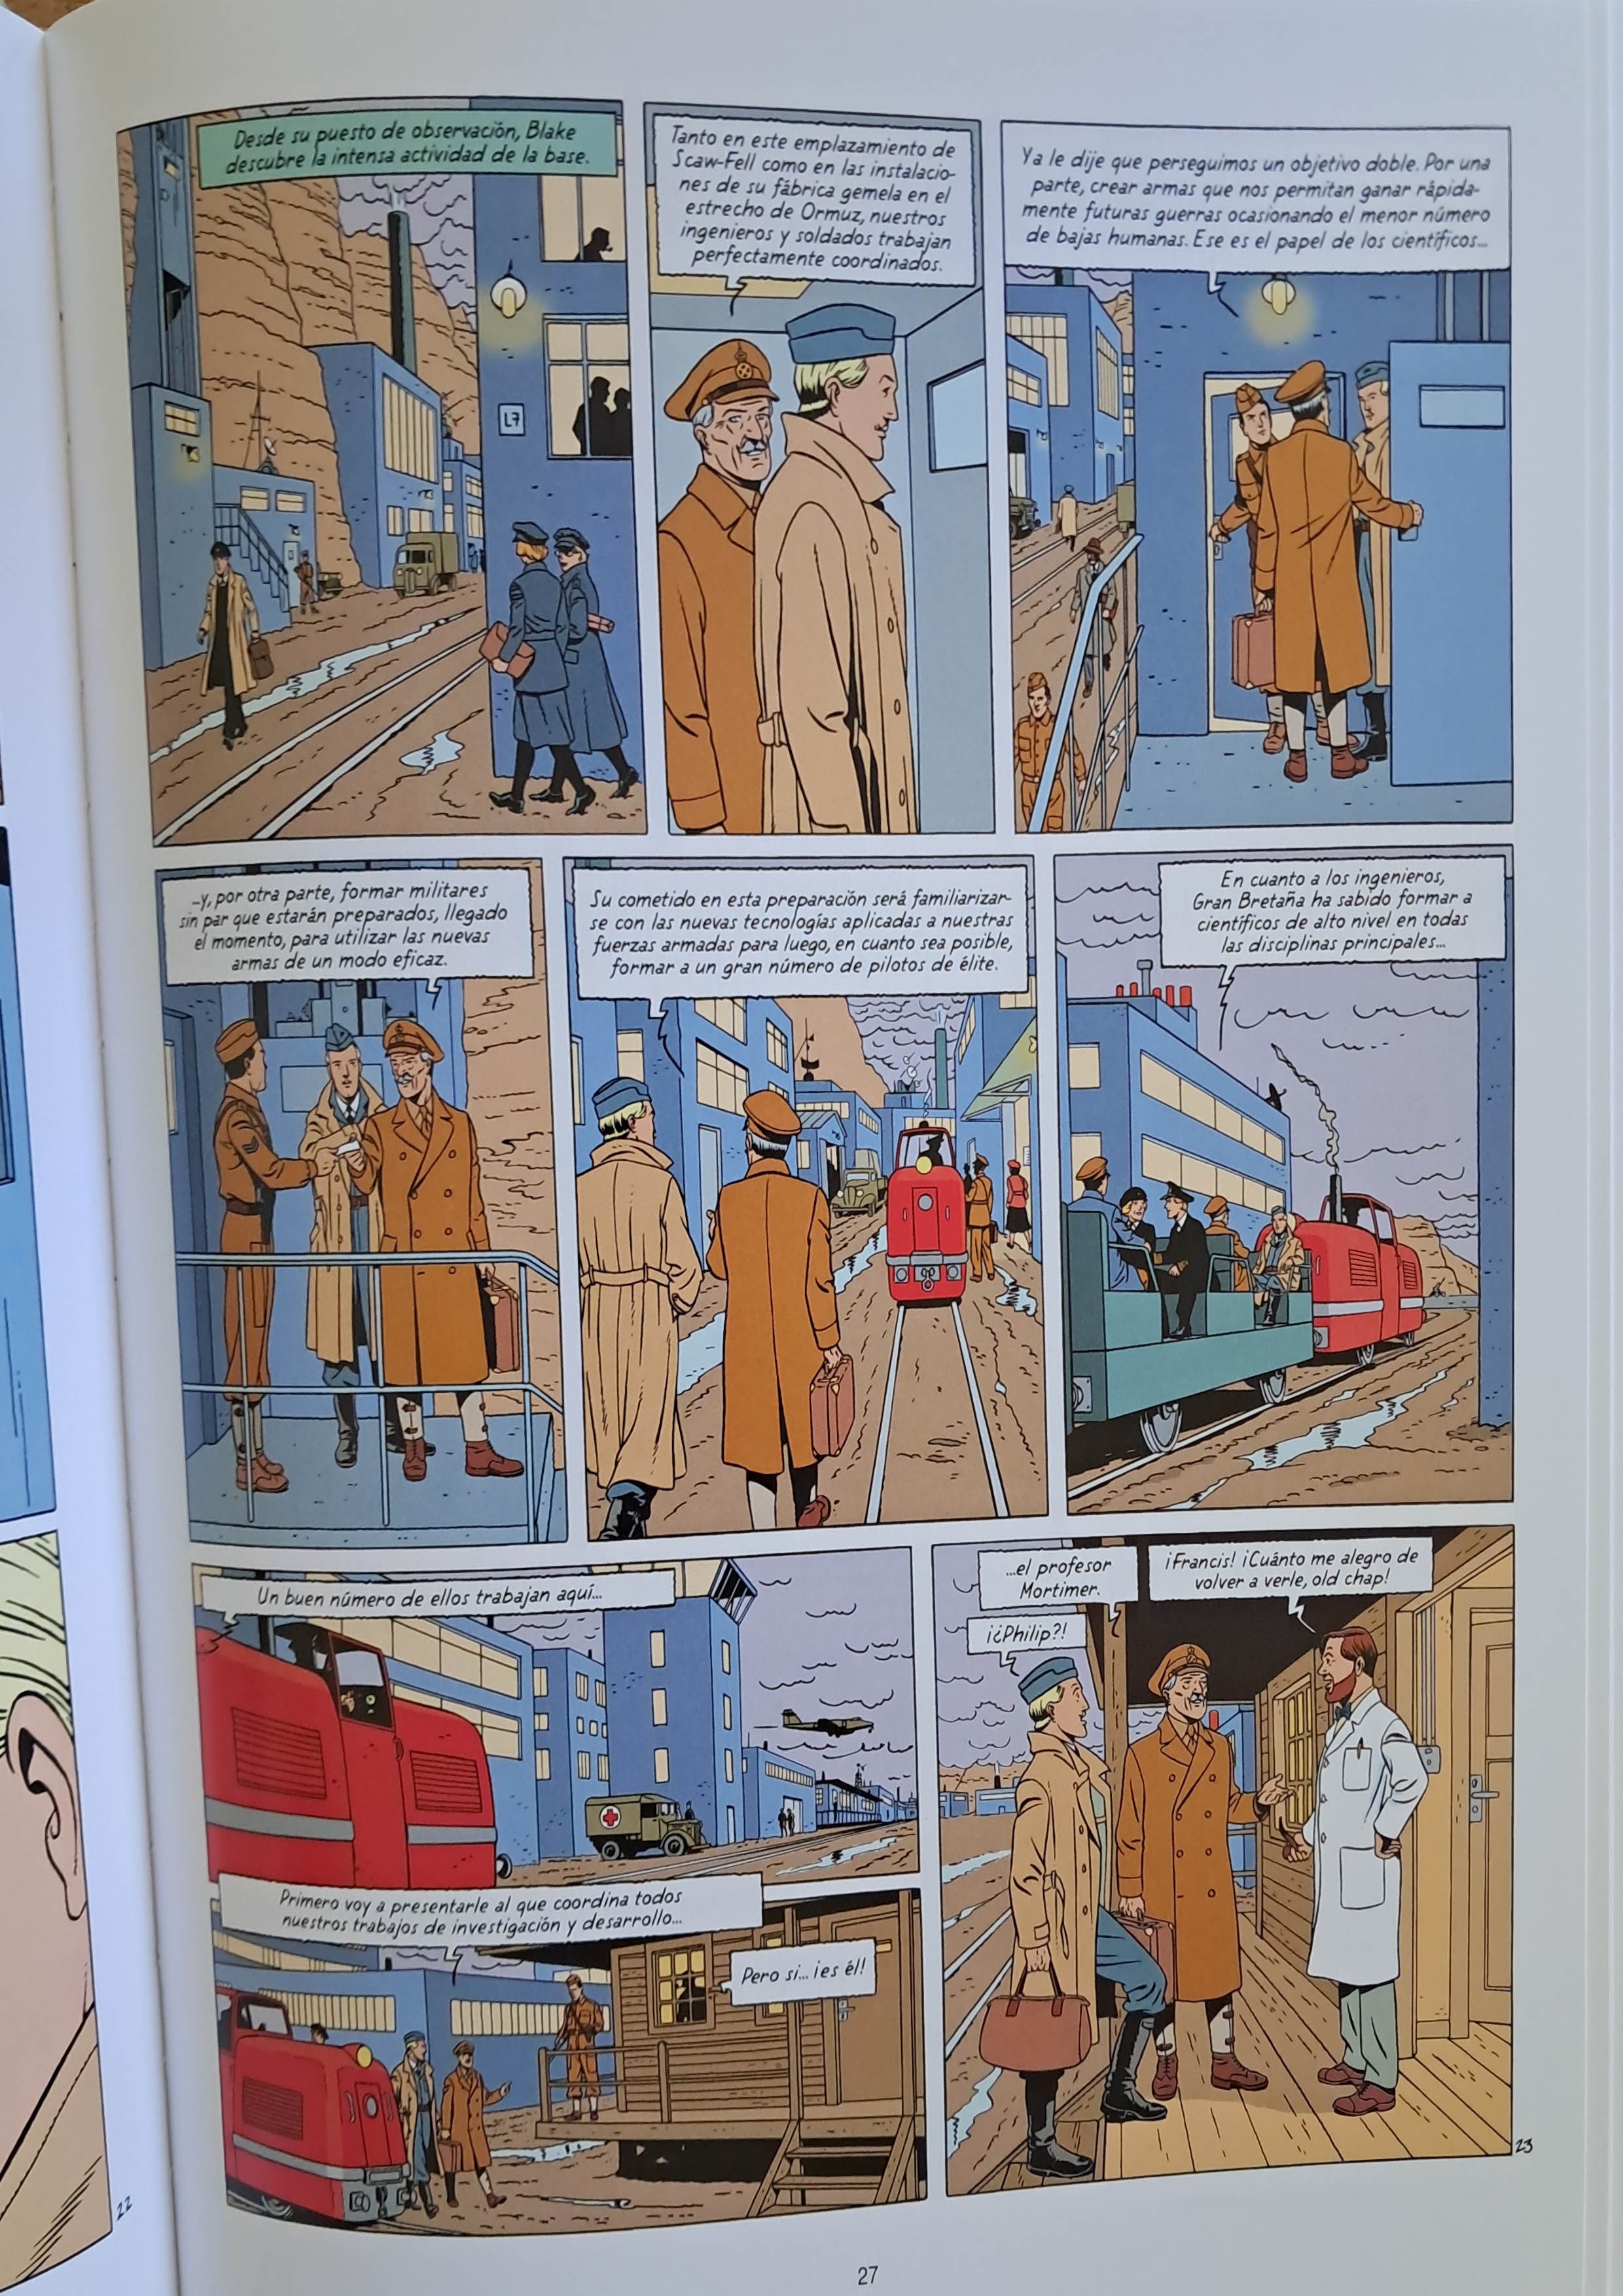 Desde su puesto de observación, Blake
descubre la intensa actividad de la base.
L7
Tanto en este emplazamiento de
Scaw-Fell como en las instalacio-
nes de su fábrica gemela en el
estrecho de Ormuz, nuestros
ingenieros y soldados trabajan
perfectamente coordinados.
Ya le dije que perseguimos un objetivo doble. Por una
parte, crear armas que nos permitan ganar rápida-
mente futuras guerras ocasionando el menor número
de bajas humanas. Ese es el papel de los científicos...
...y, por otra parte, formar militares
sin par que estarán preparados, llegado
el momento, para utilizar las nuevas
armas de un modo eficaz.
Su cometido en esta preparación será familiarizar-
se con las nuevas tecnologías aplicadas a nuestras
fuerzas armadas para luego, en cuanto sea posible,
formar a un gran número de pilotos de élite.
En cuanto a los ingenieros,
Gran Bretaña ha sabido formar a
científicos de alto nivel en todas
las disciplinas principales...
Un buen número de ellos trabajan aquí...
Primero voy a presentarle al que coordina todos
nuestros trabajos de investigación y desarrollo...
Pero si... ¡es él!
...el profesor
Mortimer.
¡Francis! ¡Cuánto me alegro de
volver a verle, old chap!
¡¿Philip?!
22
23
27